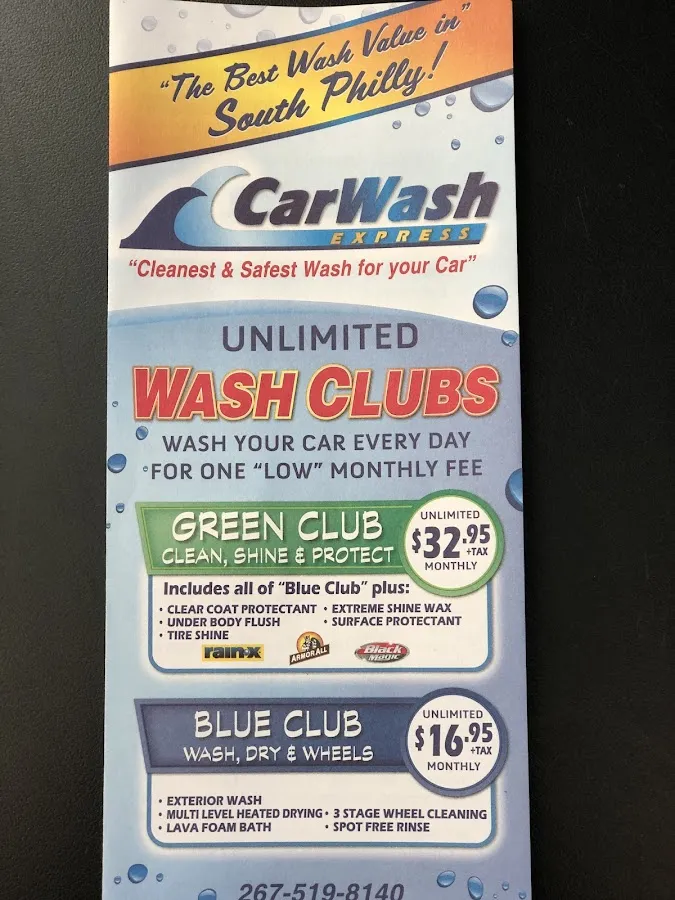 "The Best Wash Value in"
South Philly!
CarWash
EXPRESS
"Cleanest & Safest Wash for your Car"
UNLIMITED
WASH CLUBS
WASH YOUR CAR EVERY DAY
FOR ONE "LOW" MONTHLY FEE
GREEN CLUB
CLEAN, SHINE & PROTECT
UNLIMITED
$32.95
+TAX
MONTHLY
Includes all of "Blue Club" plus:
• CLEAR COAT PROTECTANT • EXTREME SHINE WAX
• UNDER BODY FLUSH • SURFACE PROTECTANT
• TIRE SHINE
rain-x ARMOR ALL Black Magic
BLUE CLUB
WASH, DRY & WHEELS
UNLIMITED
$16.95
+TAX
MONTHLY
• EXTERIOR WASH
• MULTI LEVEL HEATED DRYING • 3 STAGE WHEEL CLEANING
• LAVA FOAM BATH • SPOT FREE RINSE
267-519-8140